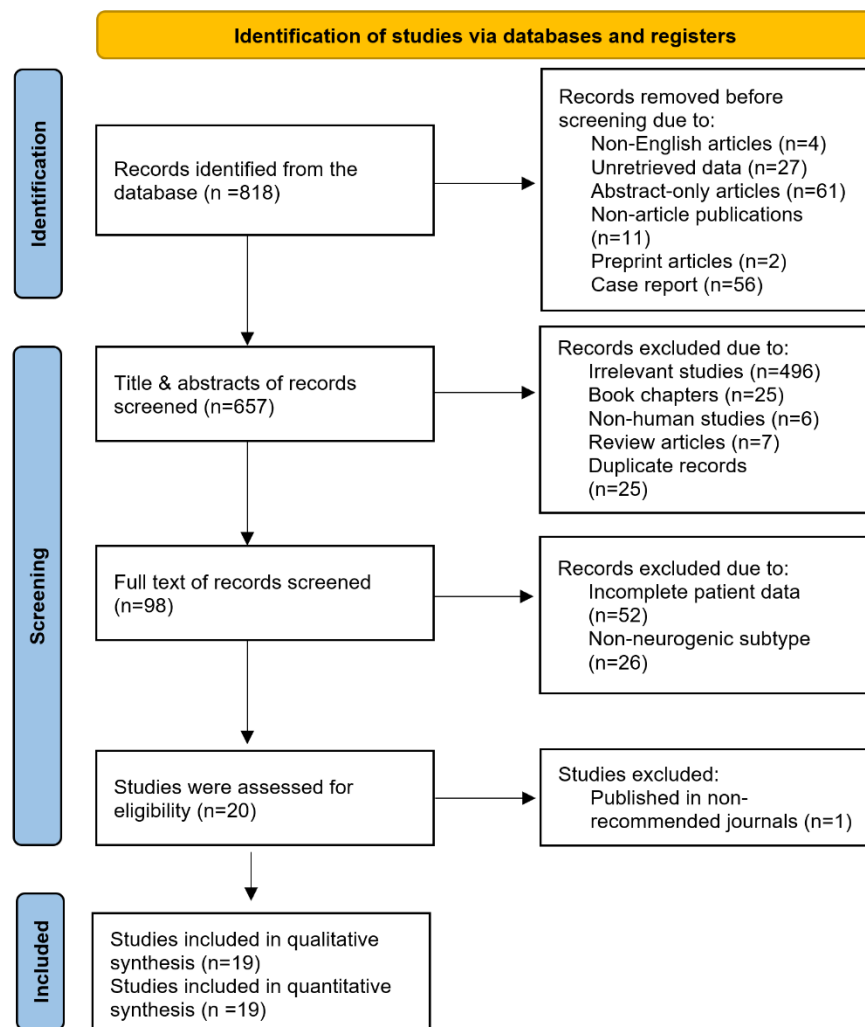 Identification of studies via databases and registers
Identification
Records identified from the
database (n =818)
Records removed before
screening due to:
Non-English articles (n=4)
Unretrieved data (n=27)
Abstract-only articles (n=61)
Non-article publications
(n=11)
Preprint articles (n=2)
Case report (n=56)
Screening
Title & abstracts of records
screened (n=657)
Records excluded due to:
Irrelevant studies (n=496)
Book chapters (n=25)
Non-human studies (n=6)
Review articles (n=7)
Duplicate records
(n=25)
Full text of records screened
(n=98)
Records excluded due to:
Incomplete patient data
(n=52)
Non-neurogenic subtype
(n=26)
Studies were assessed for
eligibility (n=20)
Studies excluded:
Published in non-
recommended journals (n=1)
Included
Studies included in qualitative
synthesis (n=19)
Studies included in quantitative
synthesis (n =19)